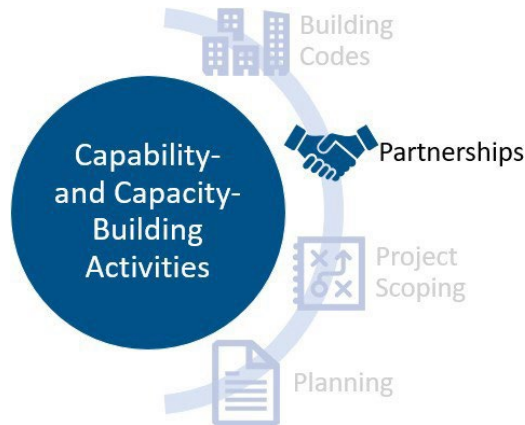 Building
Codes
Capability-
and Capacity-
Building
Activities
Partnerships
Project
Scoping
Planning